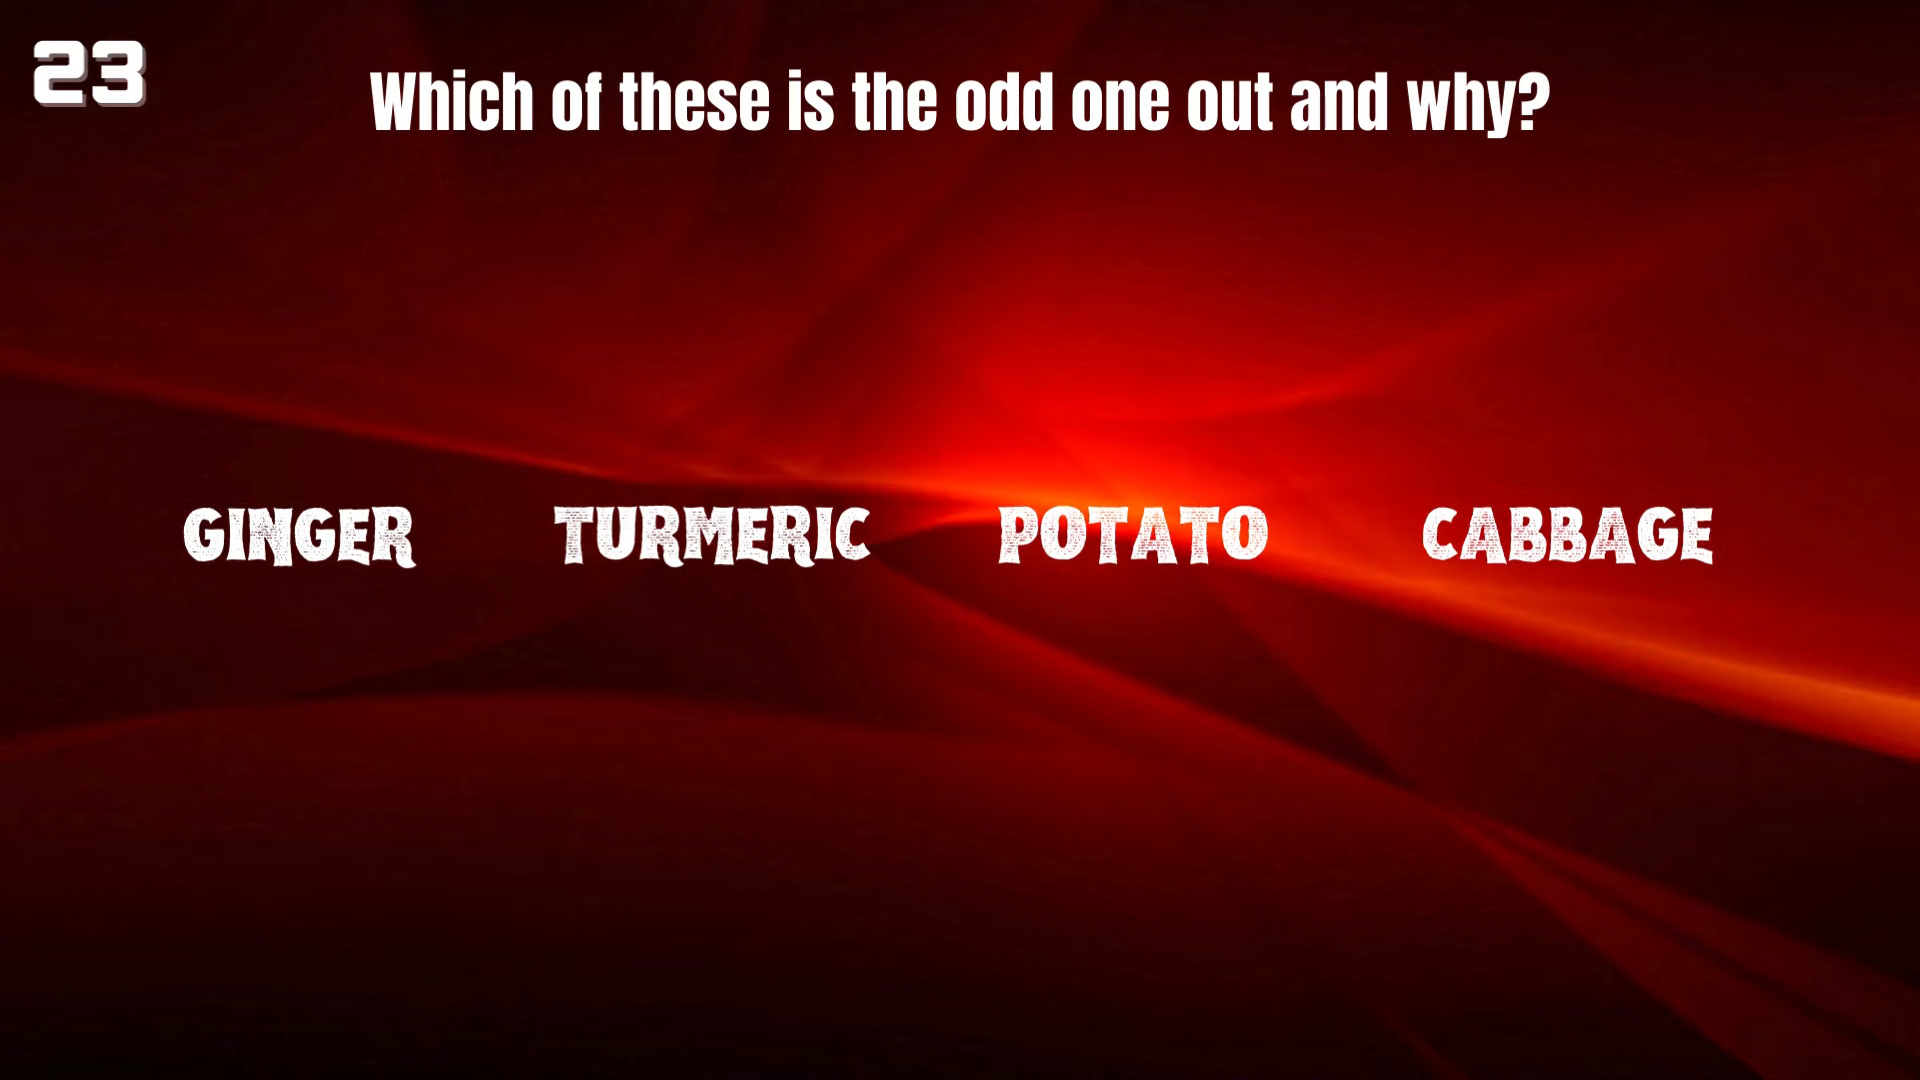 23
Which of these is the odd one out and why?
GINGER TURMERIC POTATO CABBAGE